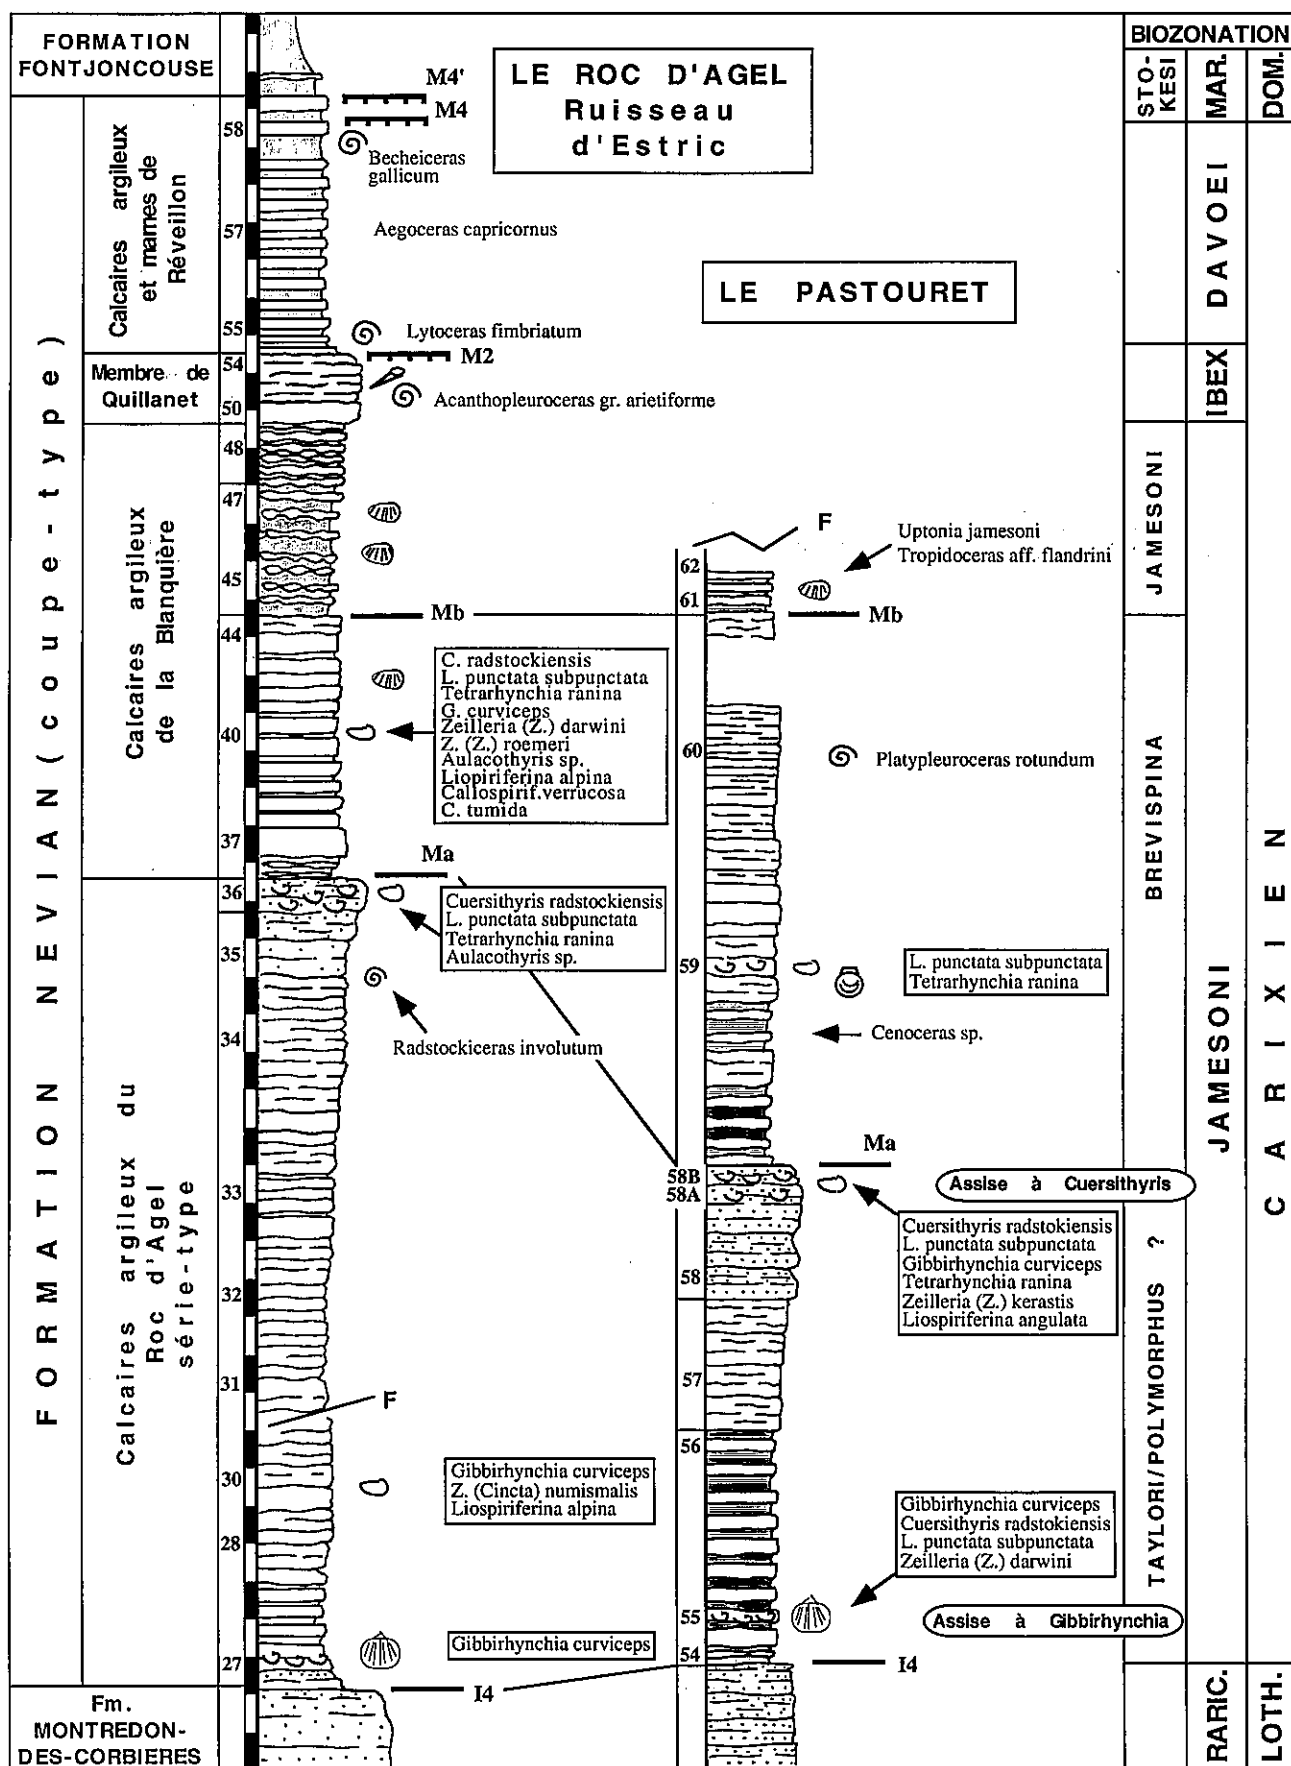 FORMATION
FONTJONCOUSE
FORMATION NEVIAN (coupe-type)
Fm.
MONTREDON-
DES-CORBIERES
Calcaires argileux
et marnes de
Réveillon
Membre de
Quillanet
Calcaires argileux
de la Blanquière
Calcaires argileux du
Roc d'Agel
série-type
58
57
55
54
50
48
47
45
44
40
37
36
35
34
33
32
31
30
28
27
LE ROC D'AGEL
Ruisseau
d'Estric
M4'
M4
Becheiceras
gallicum
Aegoceras capricornus
Lytoceras fimbriatum
M2
Acanthopleuroceras gr. arietiforme
Mb
C. radstockiensis
L. punctata subpunctata
Tetrarhynchia ranina
G. curviceps
Zeilleria (Z.) darwini
Z. (Z.) roemeri
Aulacothyris sp.
Liopiriferina alpina
Callospirif.verrucosa
C. tumida
Ma
Cuersithyris radstockiensis
L. punctata subpunctata
Tetrarhynchia ranina
Aulacothyris sp.
Radstockiceras involutum
F
Gibbirhynchia curviceps
Z. (Cincta) numismalis
Liospiriferina alpina
Gibbirhynchia curviceps
I4
LE PASTOURET
F
62
61
60
59
58B
58A
58
57
56
55
54
Uptonia jamesoni
Tropidoceras aff. flandrini
Mb
Platypleuroceras rotundum
L. punctata subpunctata
Tetrarhynchia ranina
Cenoceras sp.
Ma
Assise à Cuersithyris
Cuersithyris radstokiensis
L. punctata subpunctata
Gibbirhynchia curviceps
Tetrarhynchia ranina
Zeilleria (Z.) kerastis
Liospiriferina angulata
Gibbirhynchia curviceps
Cuersithyris radstokiensis
L. punctata subpunctata
Zeilleria (Z.) darwini
Assise à Gibbirhynchia
I4
BIOZONATION
STO-
KESI
MAR.
DOM.
DAVOEI
IBEX
JAMESONI
BREVISPINA
TAYLORI/POLYMORPHUS ?
JAMESONI
CARIXIEN
RARIC.
LOTH.